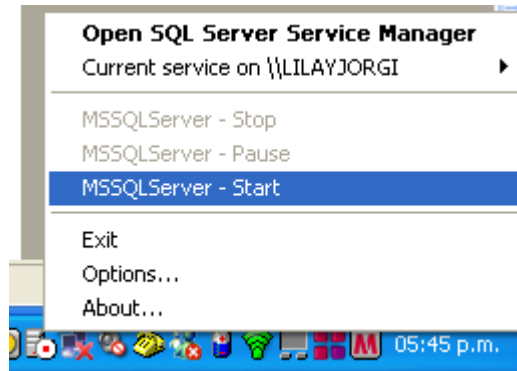 Open SQL Server Service Manager
Current service on \\LILAYJORGI
MSSQLServer - Stop
MSSQLServer - Pause
MSSQLServer - Start
Exit
Options...
About...
M 05:45 p.m.